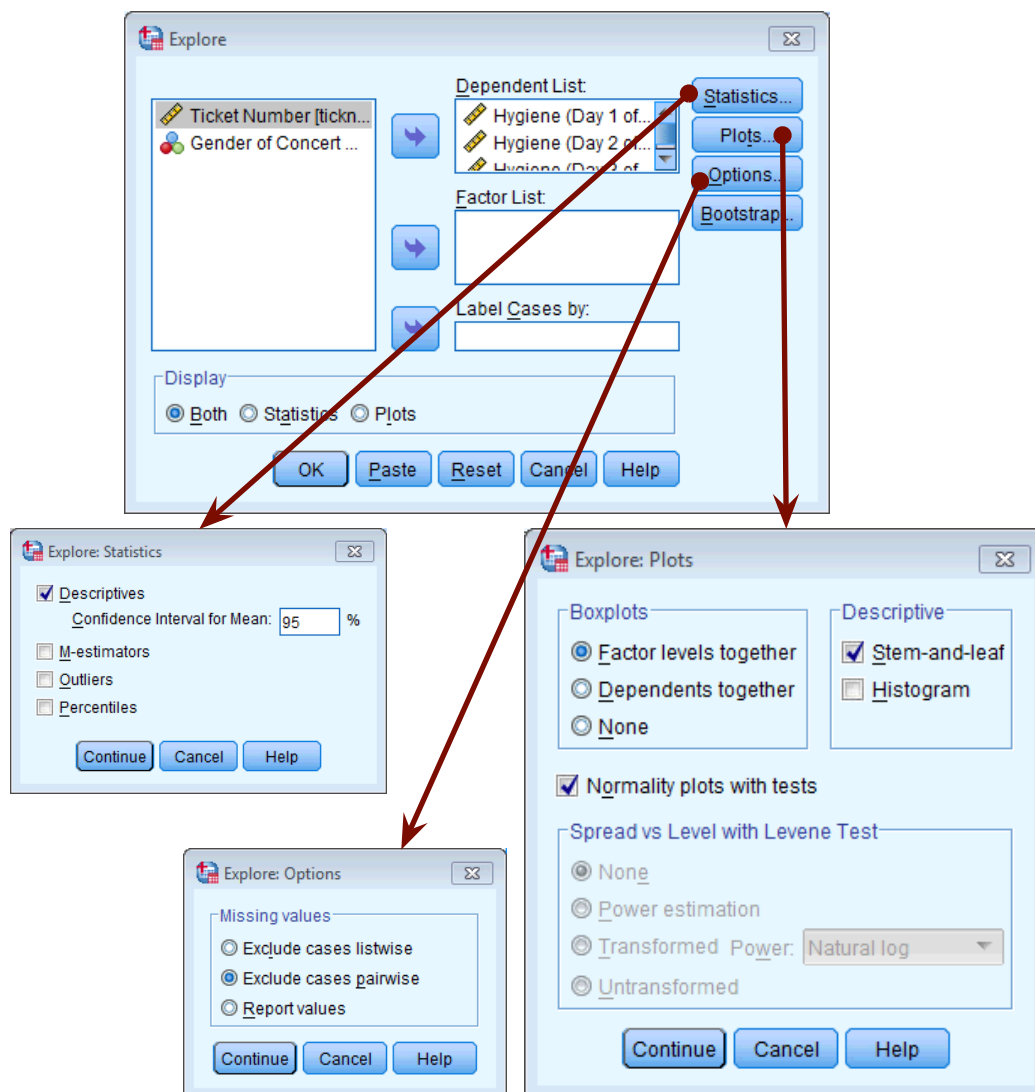 Explore
Dependent List:
Ticket Number [tickn...
Gender of Concert ...
Hygiene (Day 1 of...
Hygiene (Day 2 of...
Hygiene (Day 3 of
Statistics...
Plots...
Options...
Bootstrap...
Factor List:
Label Cases by:
Display
Both Statistics Plots
OK Paste Reset Cancel Help
Explore: Statistics
Descriptives
Confidence Interval for Mean: 95 %
M-estimators
Outliers
Percentiles
Continue Cancel Help
Explore: Options
Missing values
Exclude cases listwise
Exclude cases pairwise
Report values
Continue Cancel Help
Explore: Plots
Boxplots
Factor levels together
Dependents together
None
Descriptive
Stem-and-leaf
Histogram
Normality plots with tests
Spread vs Level with Levene Test
None
Power estimation
Transformed Power: Natural log
Untransformed
Continue Cancel Help